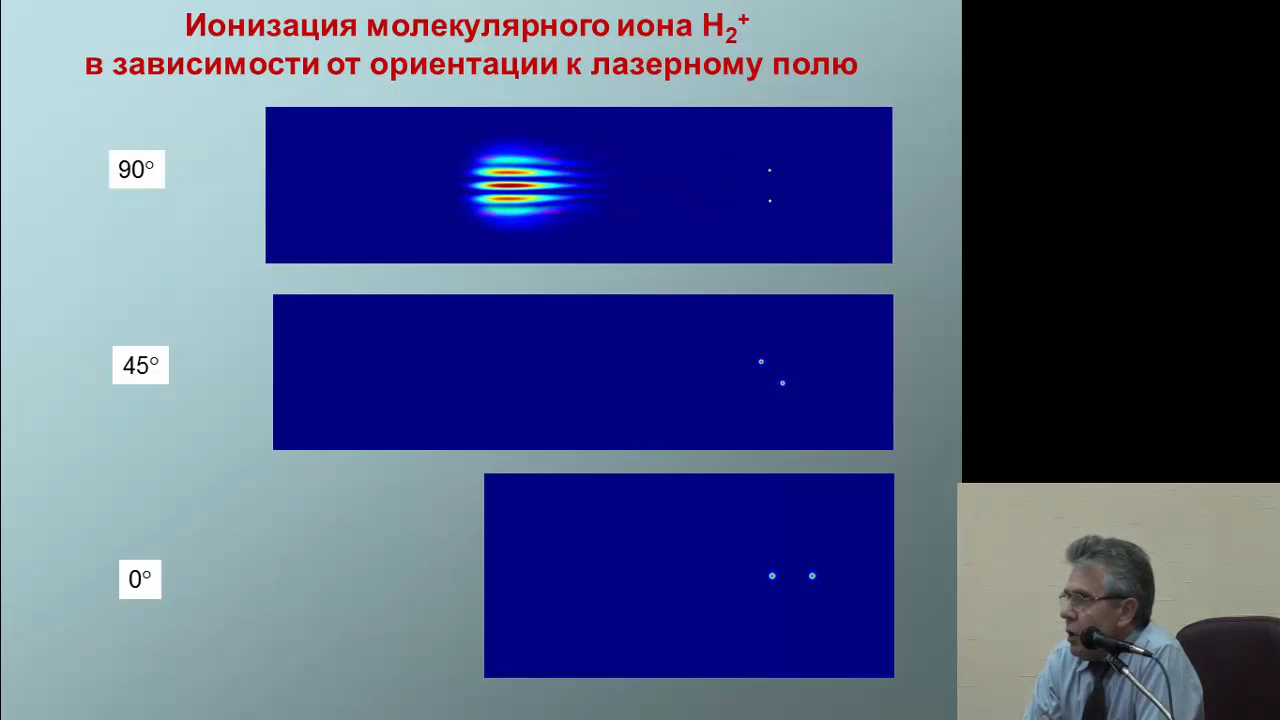 Ионизация молекулярного иона H₂⁺
в зависимости от ориентации к лазерному полю
90°
45°
0°